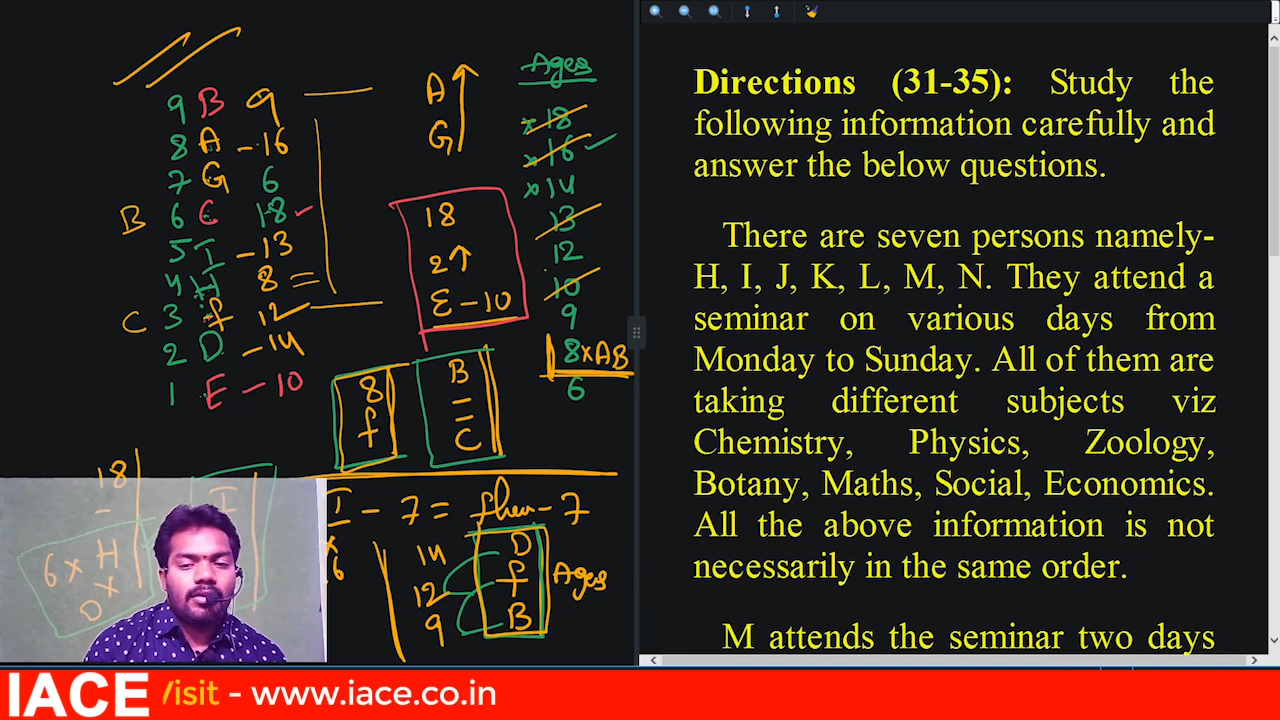 9 B 9
8 A - 16
7 G 6
B 6 C 18
5 I - 13
4 H 8 =
C 3 f 12
2 D - 14
1 E - 10
A
G
18
2↑
E - 10
Ages
× 18
× 16 ✓
× 14
13
12
10
9
8 × AB
6
8
f
B
C
18
6 × H
×
D
I
I - 7 = fhen - 7
6
14 D
12 f
9 B
Ages
Directions (31-35): Study the
following information carefully and
answer the below questions.
There are seven persons namely-
H, I, J, K, L, M, N. They attend a
seminar on various days from
Monday to Sunday. All of them are
taking different subjects viz
Chemistry, Physics, Zoology,
Botany, Maths, Social, Economics.
All the above information is not
necessarily in the same order.
M attends the seminar two days
IACE Visit - www.iace.co.in